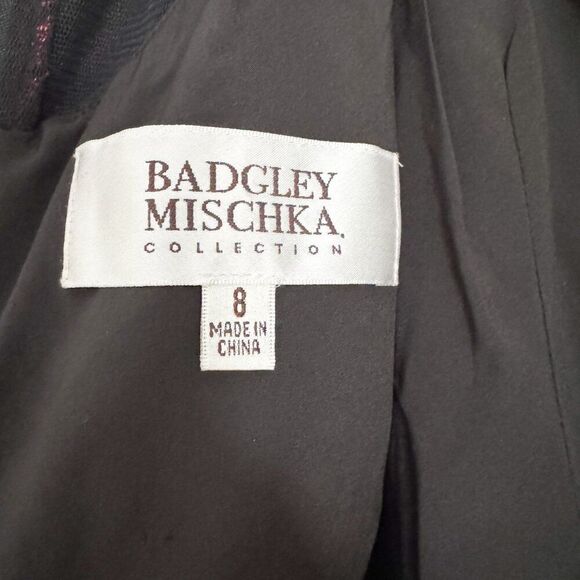 BADGLEY
MISCHKA.
COLLECTION
8
MADE IN
CHINA